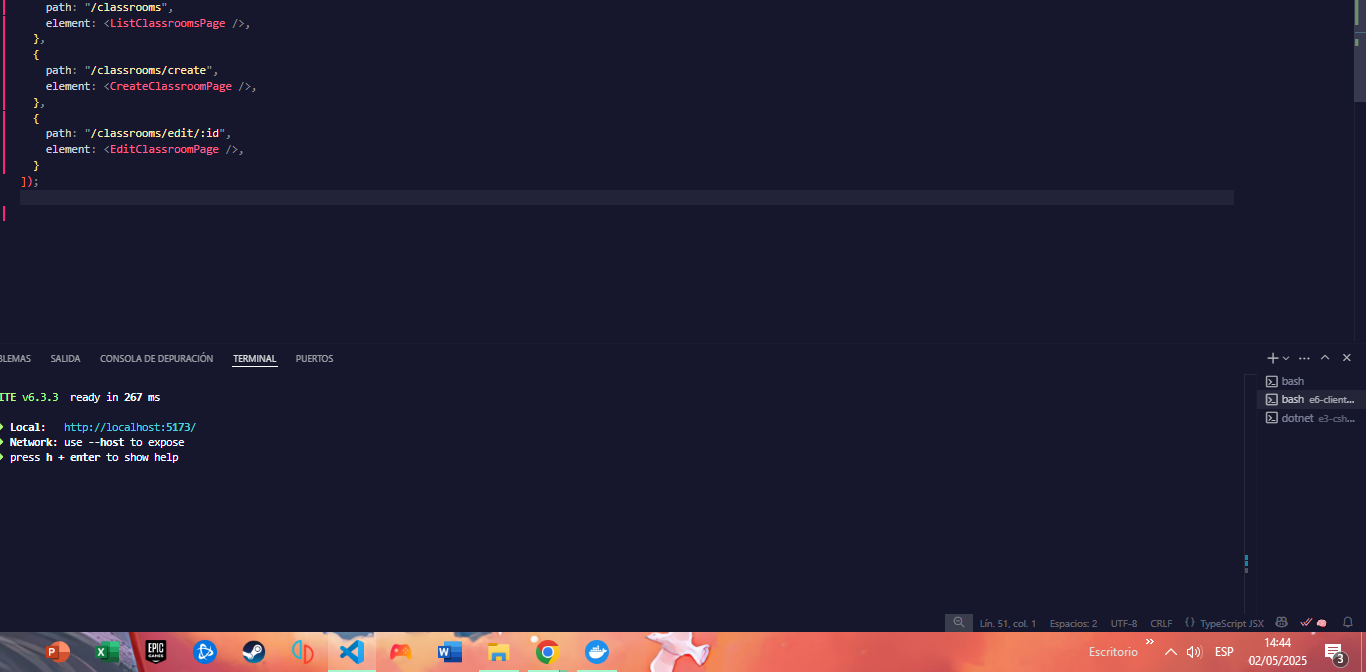 path: "/classrooms",
element: <ListClassroomsPage />,
},
{
path: "/classrooms/create",
element: <CreateClassroomPage />,
},
{
path: "/classrooms/edit/:id",
element: <EditClassroomPage />,
}
]);
BLEMAS SALIDA CONSOLA DE DEPURACIÓN TERMINAL PUERTOS
ITE v6.3.3 ready in 267 ms
Local: http://localhost:5173/
Network: use --host to expose
press h + enter to show help
bash
bash e6-client...
dotnet e3-csh...
Lín. 51, col. 1 Espacios: 2 UTF-8 CRLF {} TypeScript JSX
EPIC GAMES
Escritorio » ESP
14:44
02/05/2025
3